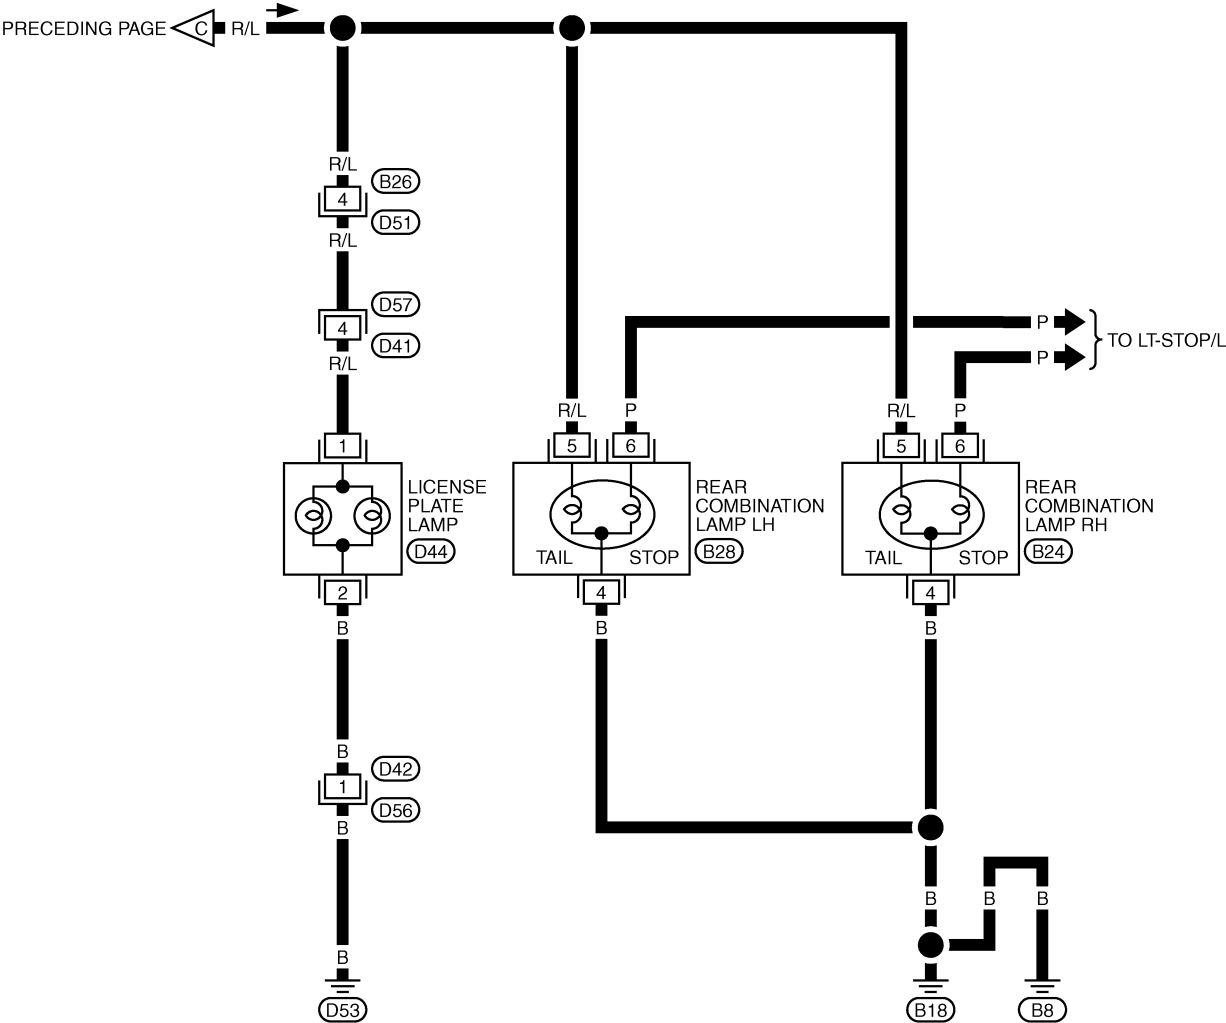 PRECEDING PAGE C R/L
R/L
B26
4
D51
R/L
D57
4
D41
R/L
P
P
TO LT-STOP/L
R/L P R/L P
1 5 6 5 6
LICENSE
PLATE
LAMP
D44
REAR
COMBINATION
LAMP LH
B28
TAIL STOP
REAR
COMBINATION
LAMP RH
B24
TAIL STOP
2 4 4
B B B
B
D42
1
D56
B
B B B
B
D53 B18 B8